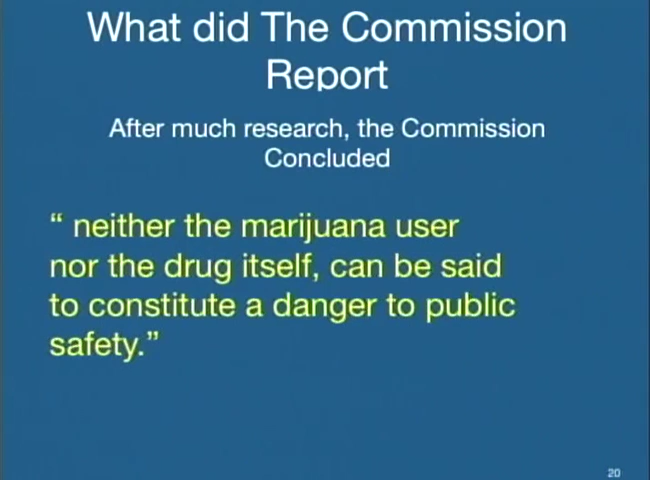 What did The Commission
Report
After much research, the Commission
Concluded
“ neither the marijuana user
nor the drug itself, can be said
to constitute a danger to public
safety.”
20